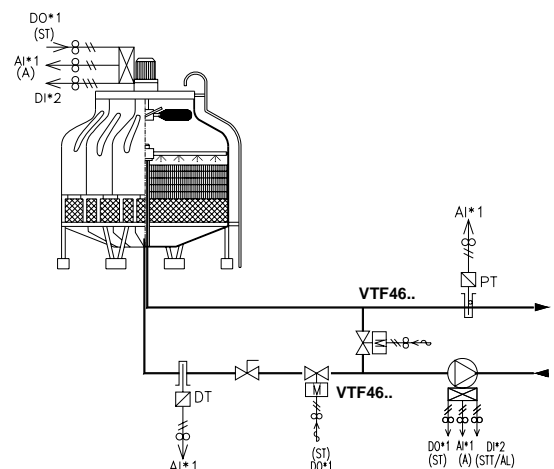 DO*1
(ST)
AI*1
(A)
DI*2
AI*1
PT
VTF46..
M
DT
M
VTF46..
AI*1
(ST)
DO*1
DO*1 AI*1 DI*2
(ST) (A) (STT/AL)